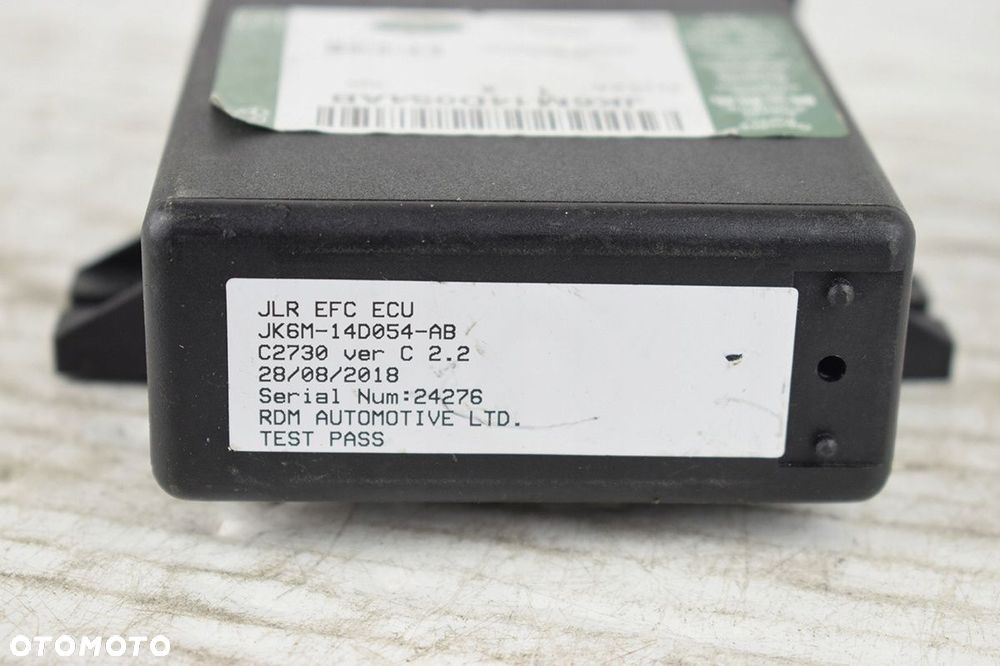 JK6M14D054AB
JLR EFC ECU
JK6M-14D054-AB
C2730 ver C 2.2
28/08/2018
Serial Num:24276
RDM AUTOMOTIVE LTD.
TEST PASS
OTOMOTO